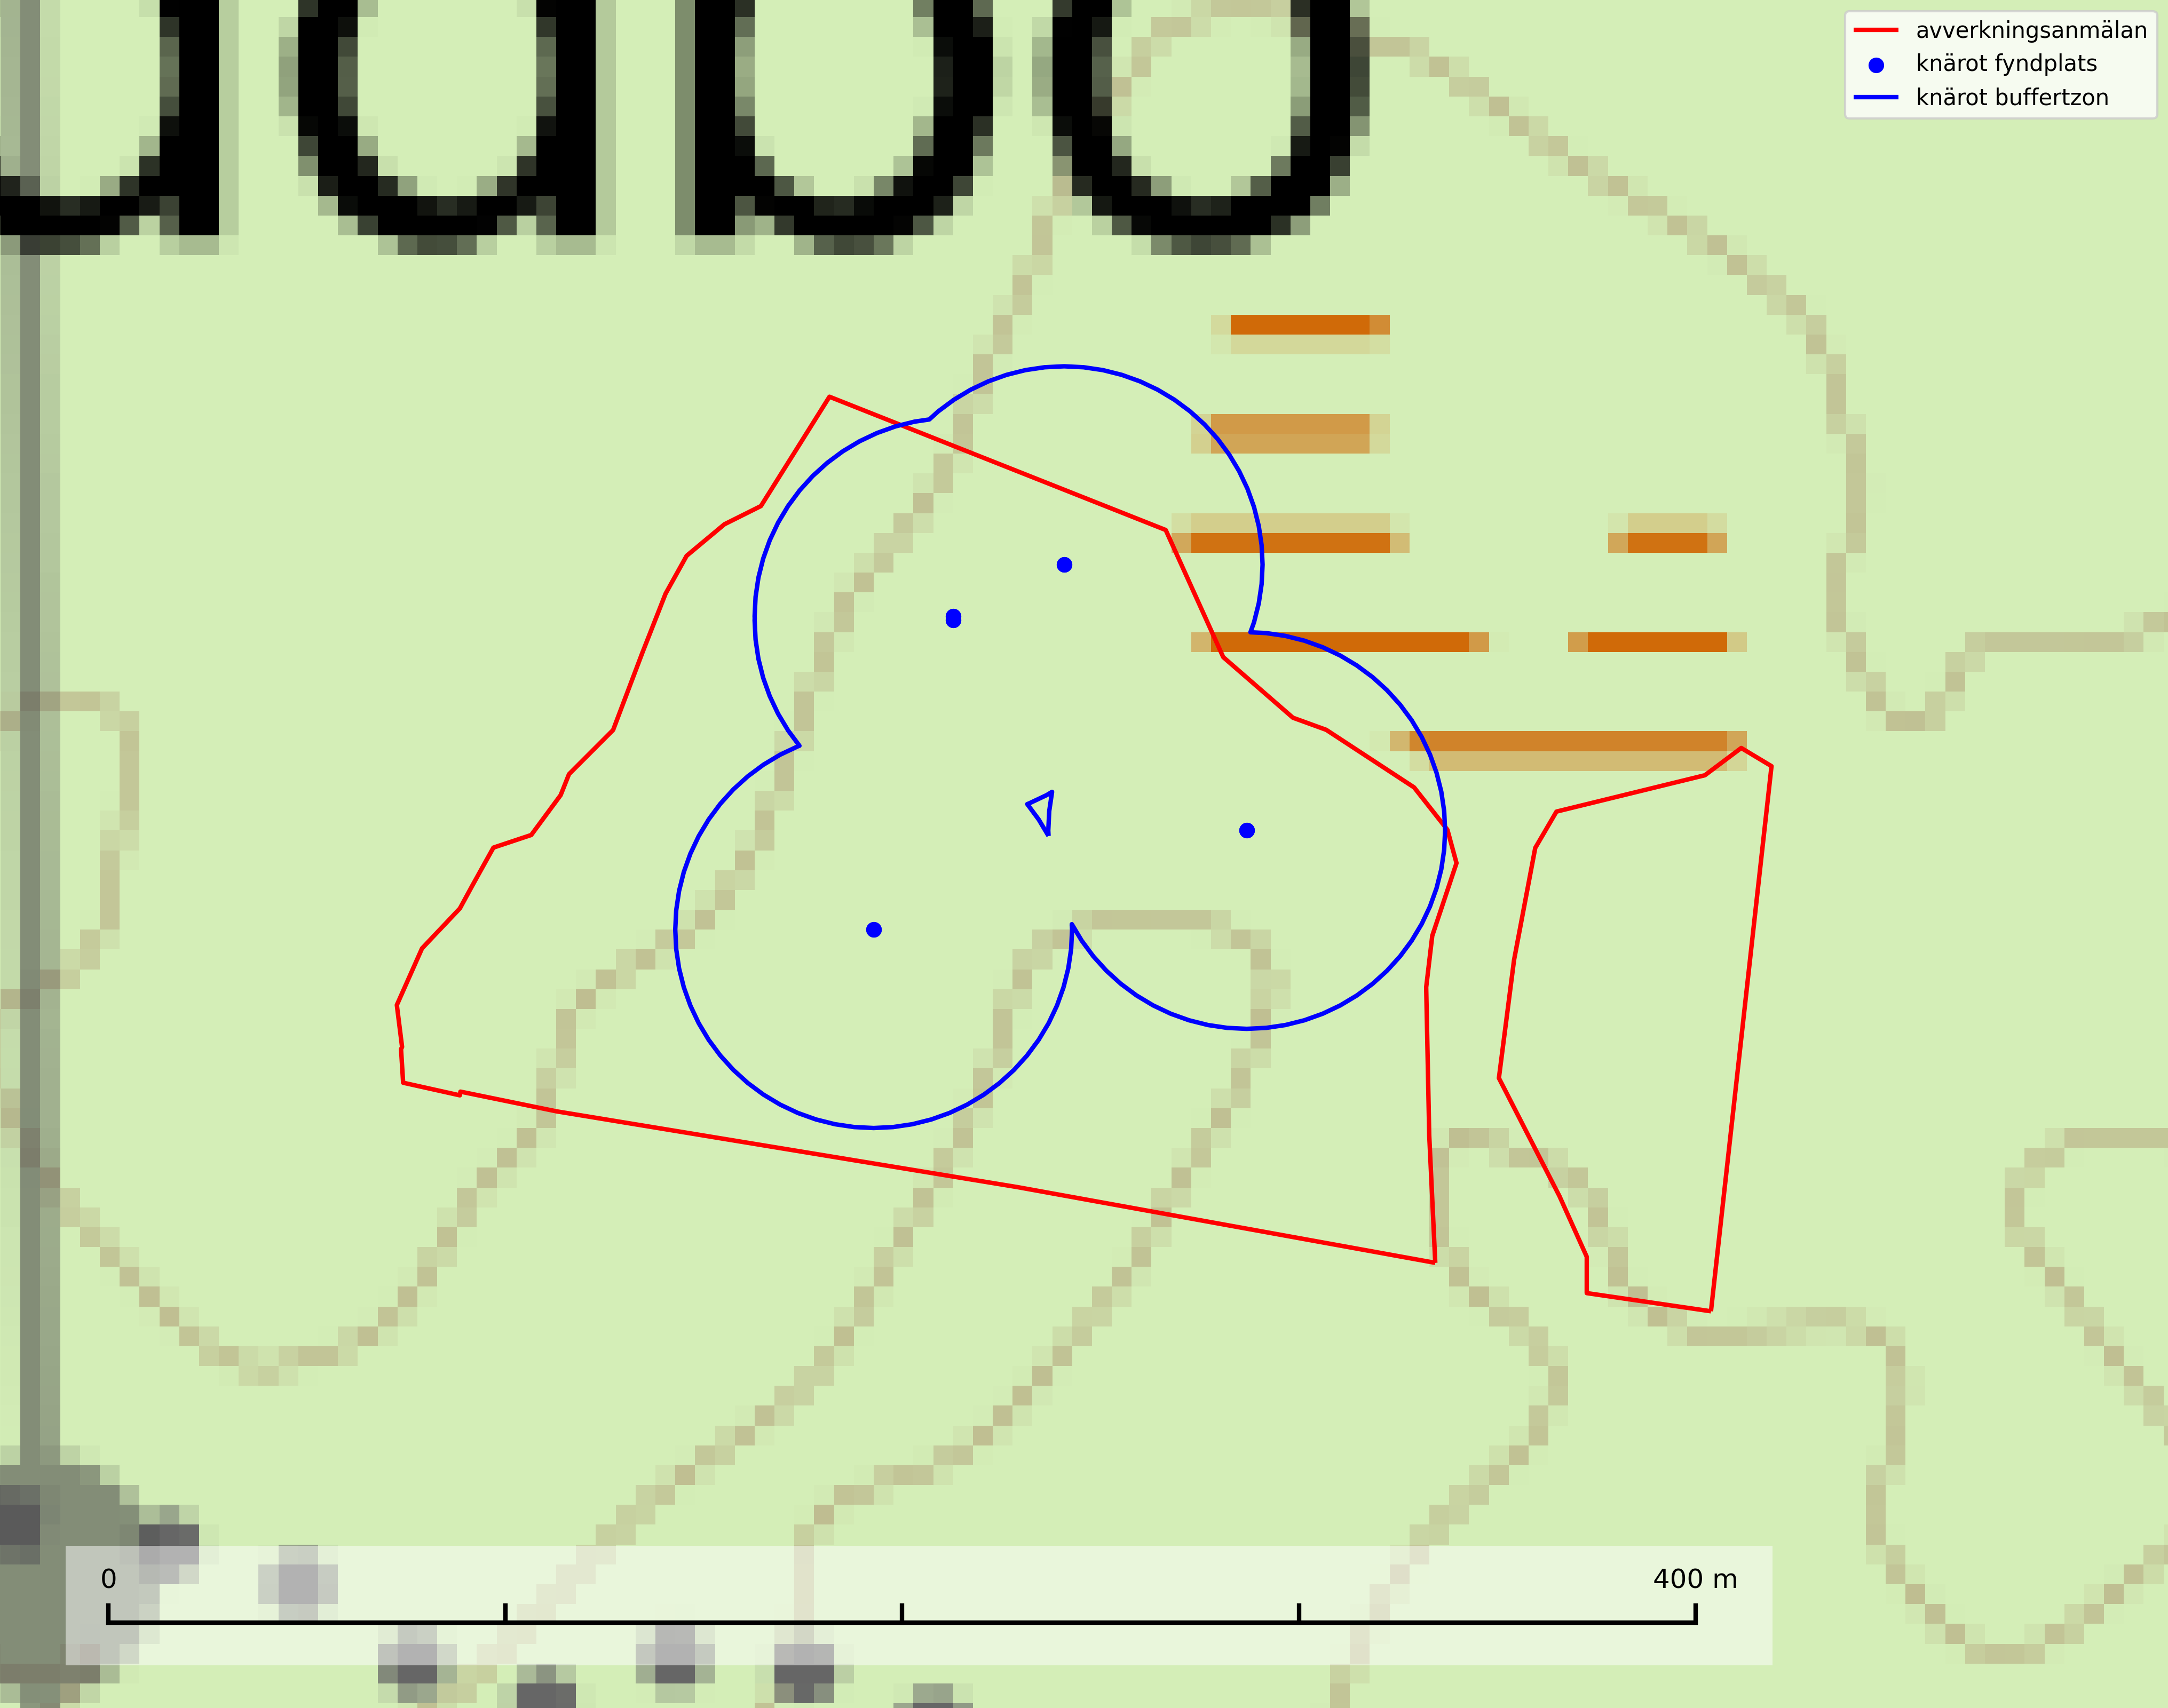 avverkningsanmälan
knärot fyndplats
knärot buffertzon
0 400 m